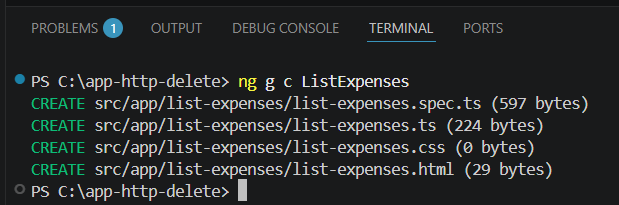 PROBLEMS 1 OUTPUT DEBUG CONSOLE TERMINAL PORTS
PS C:\app-http-delete> ng g c ListExpenses
CREATE src/app/list-expenses/list-expenses.spec.ts (597 bytes)
CREATE src/app/list-expenses/list-expenses.ts (224 bytes)
CREATE src/app/list-expenses/list-expenses.css (0 bytes)
CREATE src/app/list-expenses/list-expenses.html (29 bytes)
PS C:\app-http-delete>